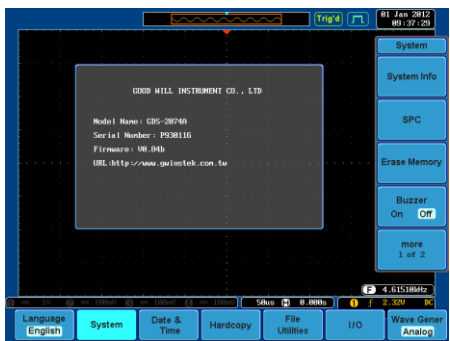 Trig'd
01 Jan 2012
09:37:29
System
System Info
SPC
Erase Memory
Buzzer
On Off
more
1 of 2
GOOD WILL INSTRUMENT CO., LTD
Model Name: GDS-2074A
Serial Number: P930116
Firmware: V0.04b
URL:http://www.gwinstek.com.tw
F 4.61510kHz
50us H 0.000s
1 f 2.32V DC
Language
English
System
Date &
Time
Hardcopy
File
Utilities
I/O
Wave Gener
Analog